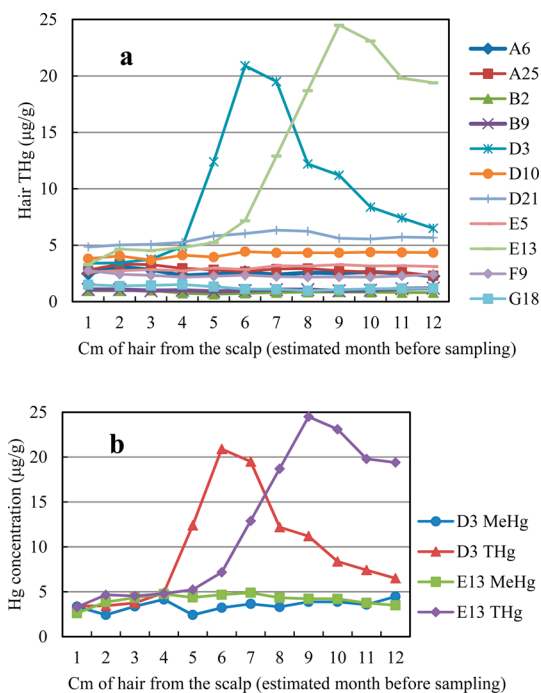 a
25
20
15
10
5
0
Hair THg (µg/g)
1 2 3 4 5 6 7 8 9 10 11 12
Cm of hair from the scalp (estimated month before sampling)
A6
A25
B2
B9
D3
D10
D21
E5
E13
F9
G18
b
25
20
15
10
5
0
Hg concentration (µg/g)
1 2 3 4 5 6 7 8 9 10 11 12
Cm of hair from the scalp (estimated month before sampling)
D3 MeHg
D3 THg
E13 MeHg
E13 THg